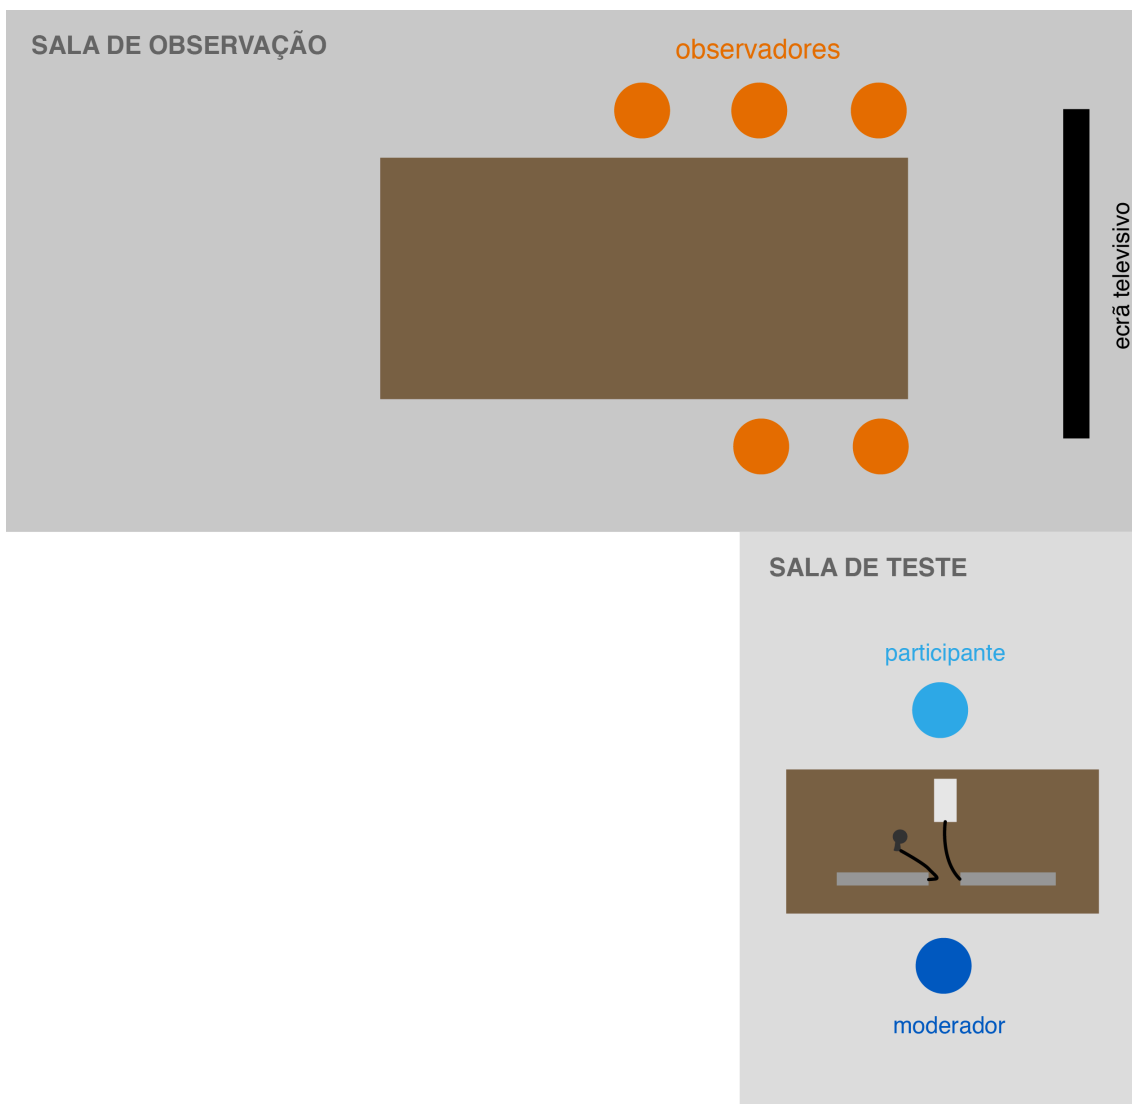 SALA DE OBSERVAÇÃO
observadores
ecrã televisivo
SALA DE TESTE
participante
moderador